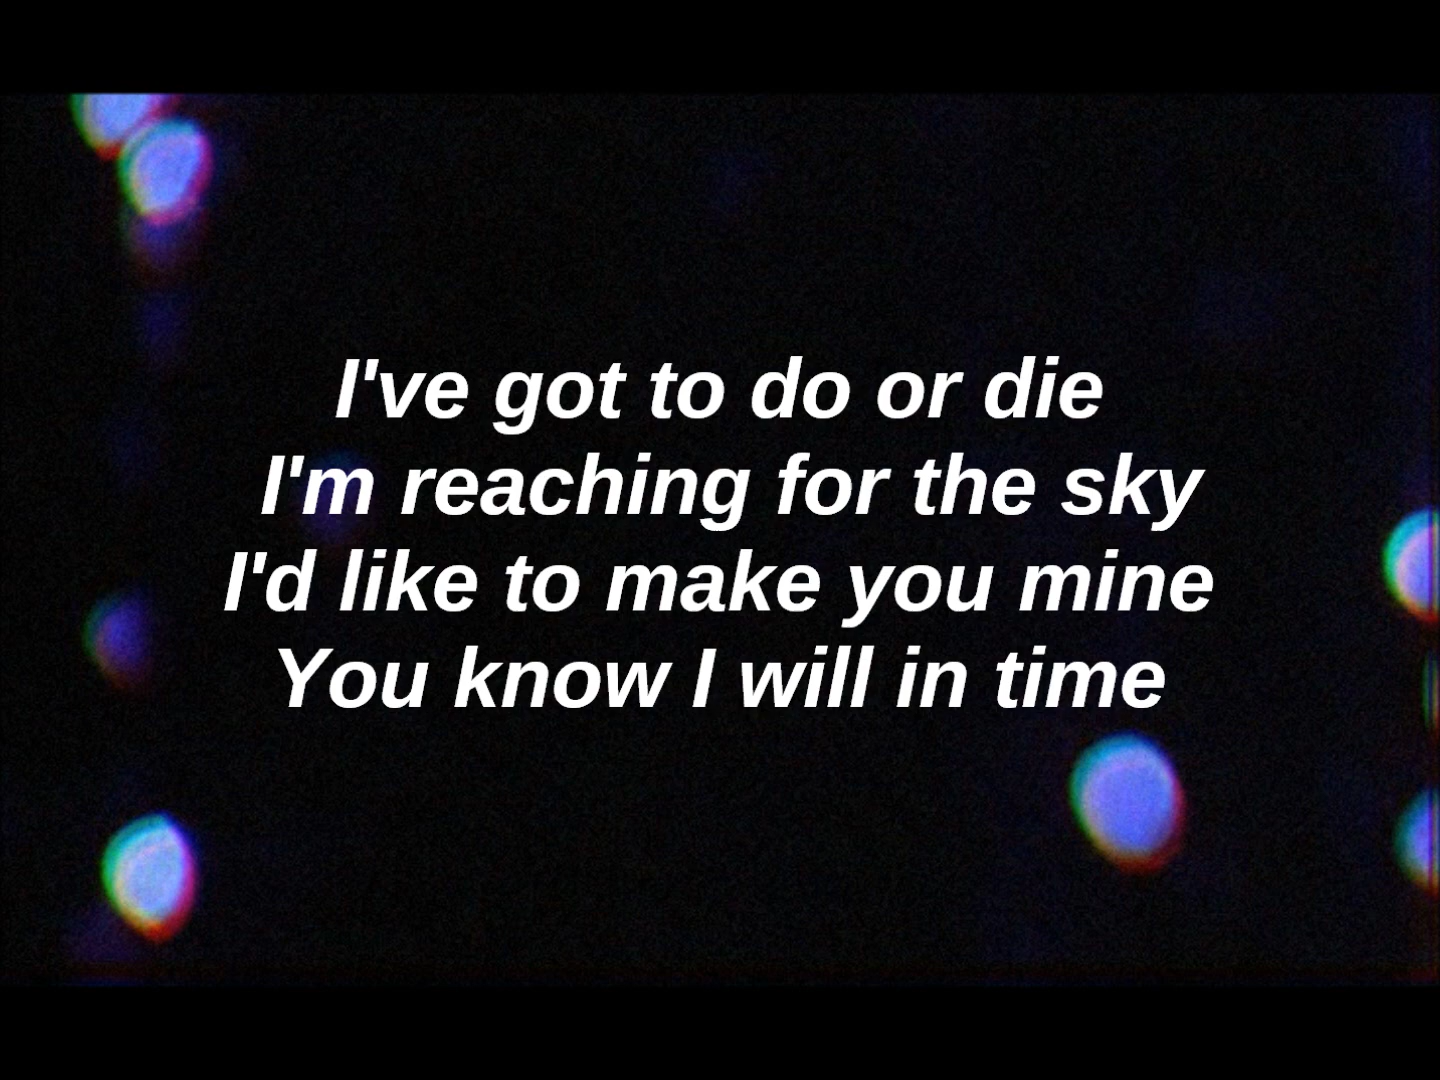 I've got to do or die
I'm reaching for the sky
I'd like to make you mine
You know I will in time